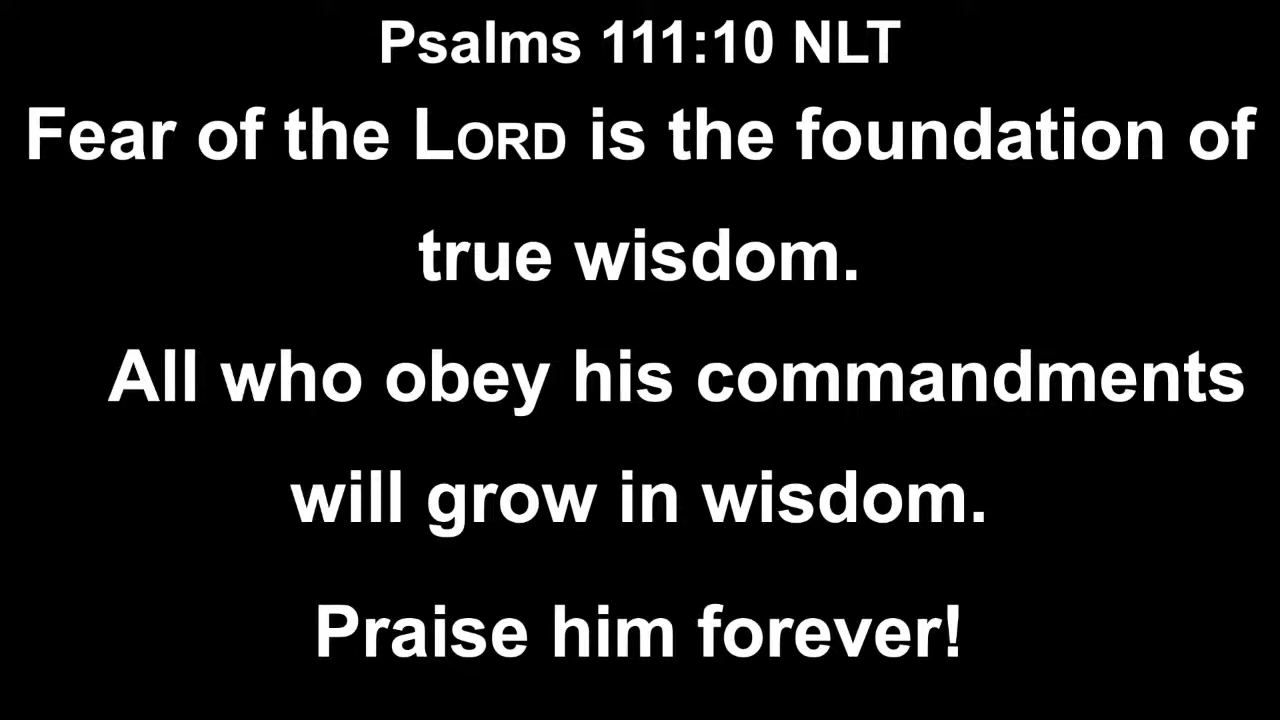 Psalms 111:10 NLT
Fear of the LORD is the foundation of
true wisdom.
All who obey his commandments
will grow in wisdom.
Praise him forever!